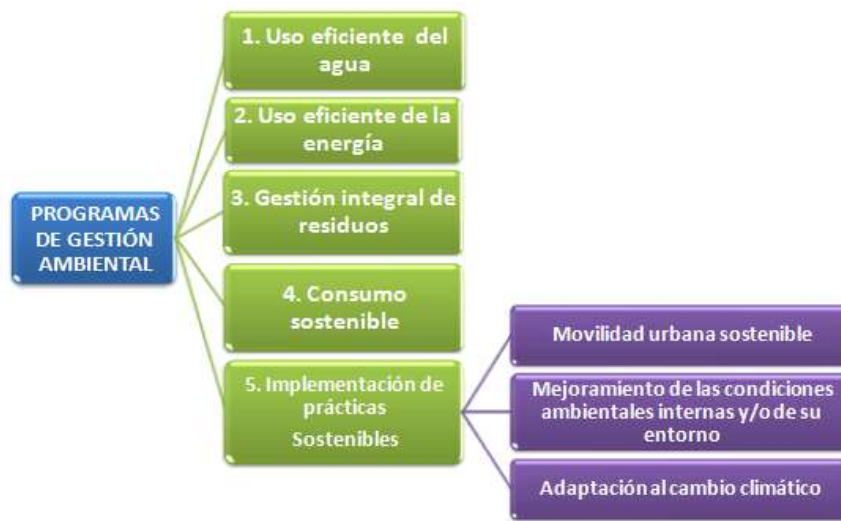 1. Uso eficiente del
agua
2. Uso eficiente de la
energía
PROGRAMAS
DE GESTIÓN
AMBIENTAL
3. Gestión integral de
residuos
4. Consumo
sostenible
5. Implementación de
prácticas
Sostenibles
Movilidad urbana sostenible
Mejoramiento de las condiciones
ambientales internas y/o de su
entorno
Adaptación al cambio climático